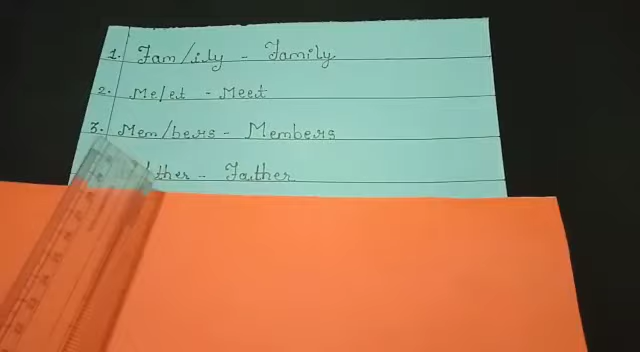 1. Fam/ily - Family
2. Me/et - Meet
3. Mem/bers - Members
/ther - Father